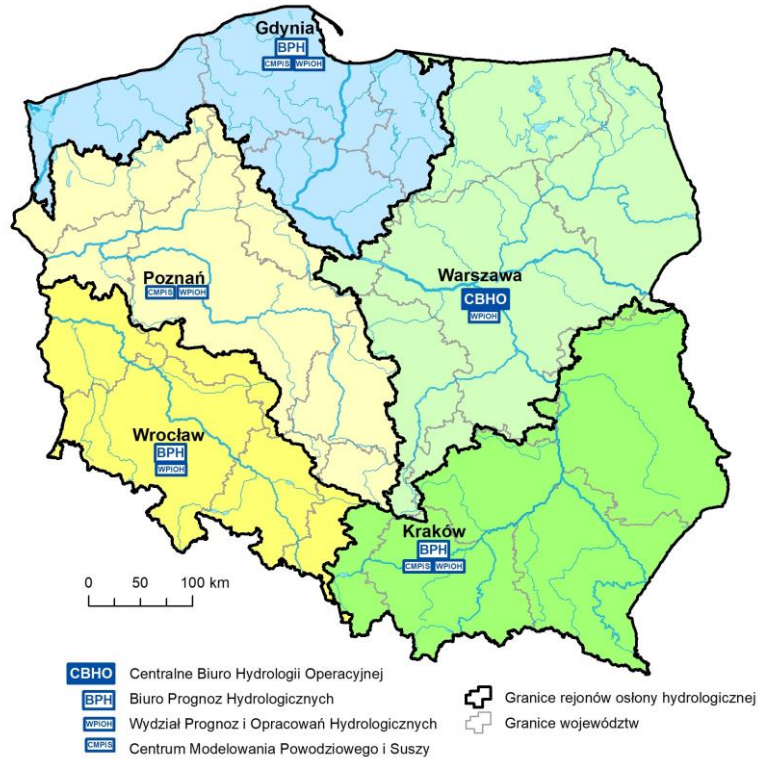 Gdynia
BPH
CMPiS WPiOH
Poznań
CMPiS WPiOH
Warszawa
CBHO
WPiOH
Wrocław
BPH
WPiOH
Kraków
BPH
CMPiS WPiOH
0 50 100 km
CBHO Centralne Biuro Hydrologii Operacyjnej
BPH Biuro Prognoz Hydrologicznych
WPiOH Wydział Prognoz i Opracowań Hydrologicznych
CMPiS Centrum Modelowania Powodziowego i Suszy
Granice rejonów osłony hydrologicznej
Granice województw